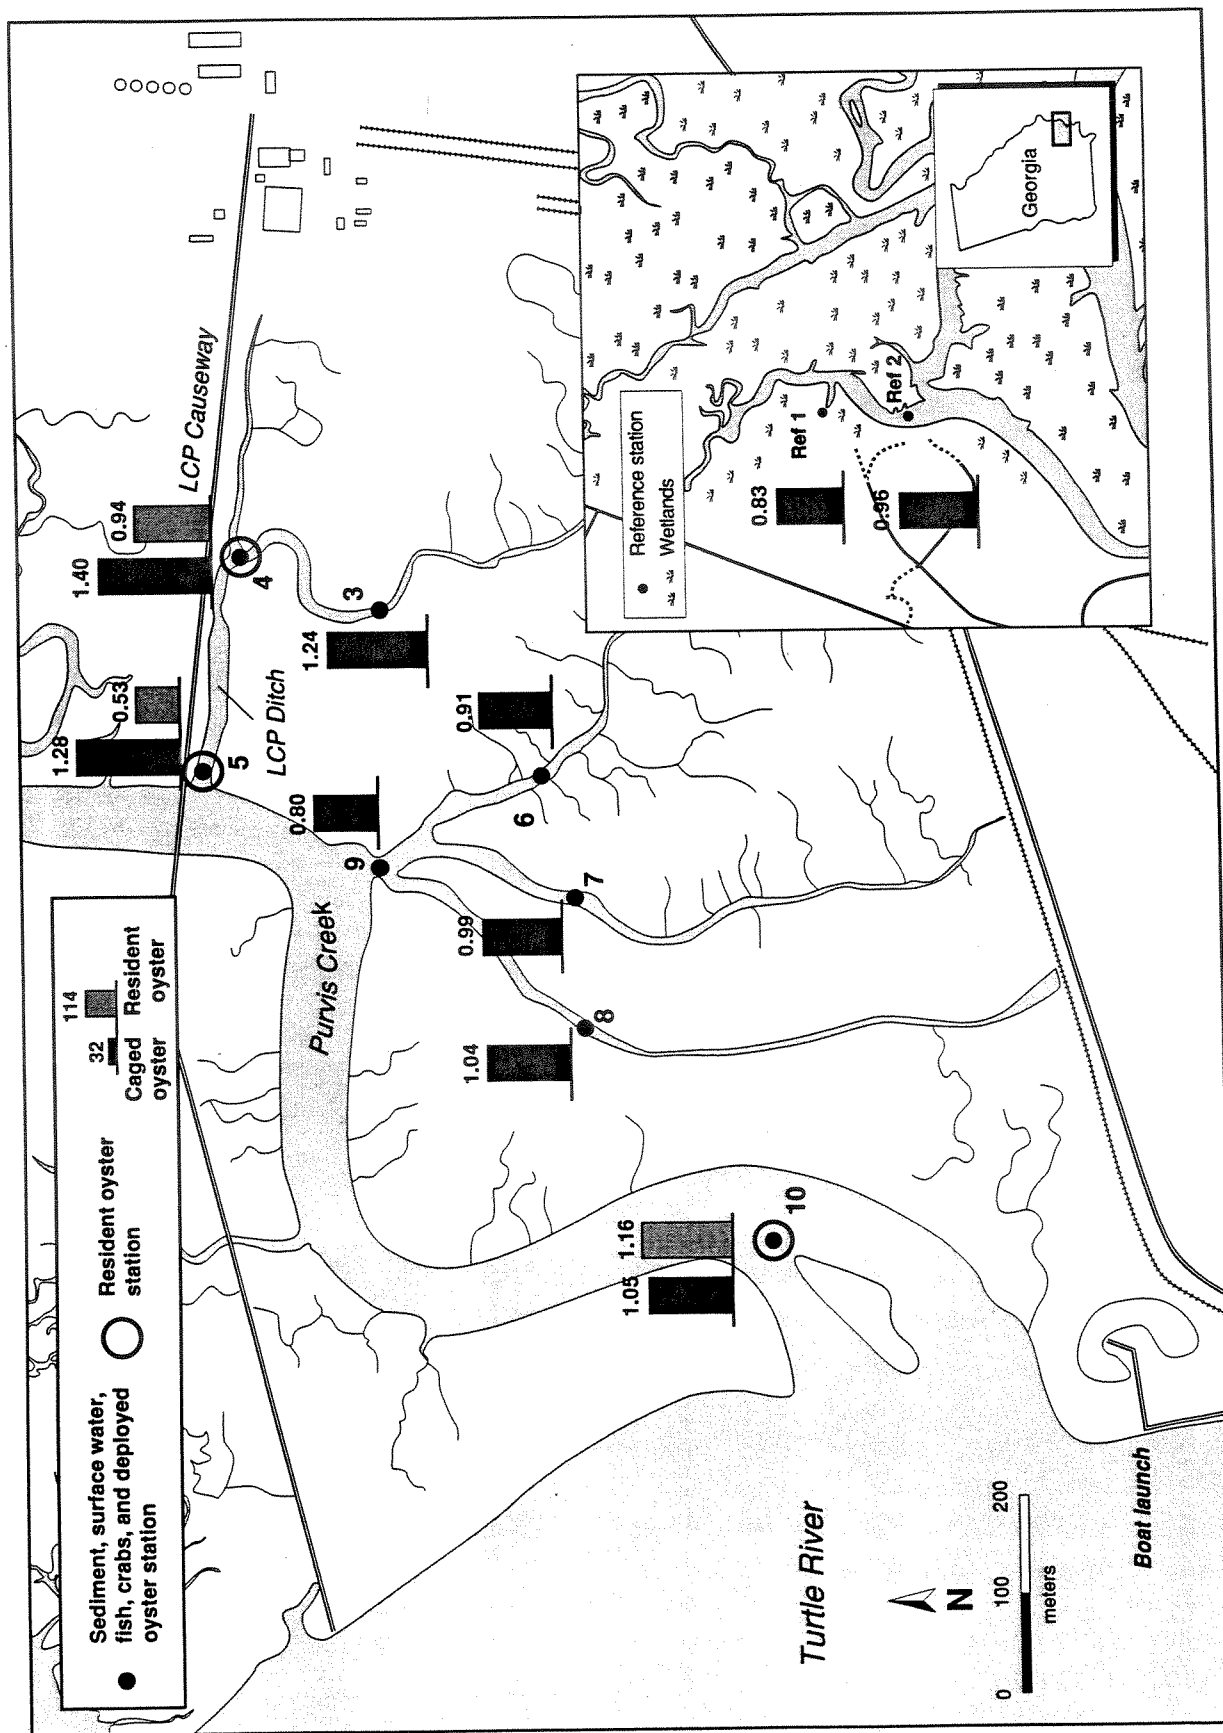 Sediment, surface water,
fish, crabs, and deployed
oyster station
Resident oyster
station
32
Caged
oyster
114
Resident
oyster
LCP Causeway
1.28
0.53
5
1.40
0.94
4
LCP Ditch
1.24
3
Purvis Creek
0.80
9
0.91
6
0.99
7
1.04
8
1.05
1.16
10
Turtle River
N
0
100
200
meters
Boat launch
Reference station
Wetlands
0.83
Ref 1
0.96
Ref 2
Georgia